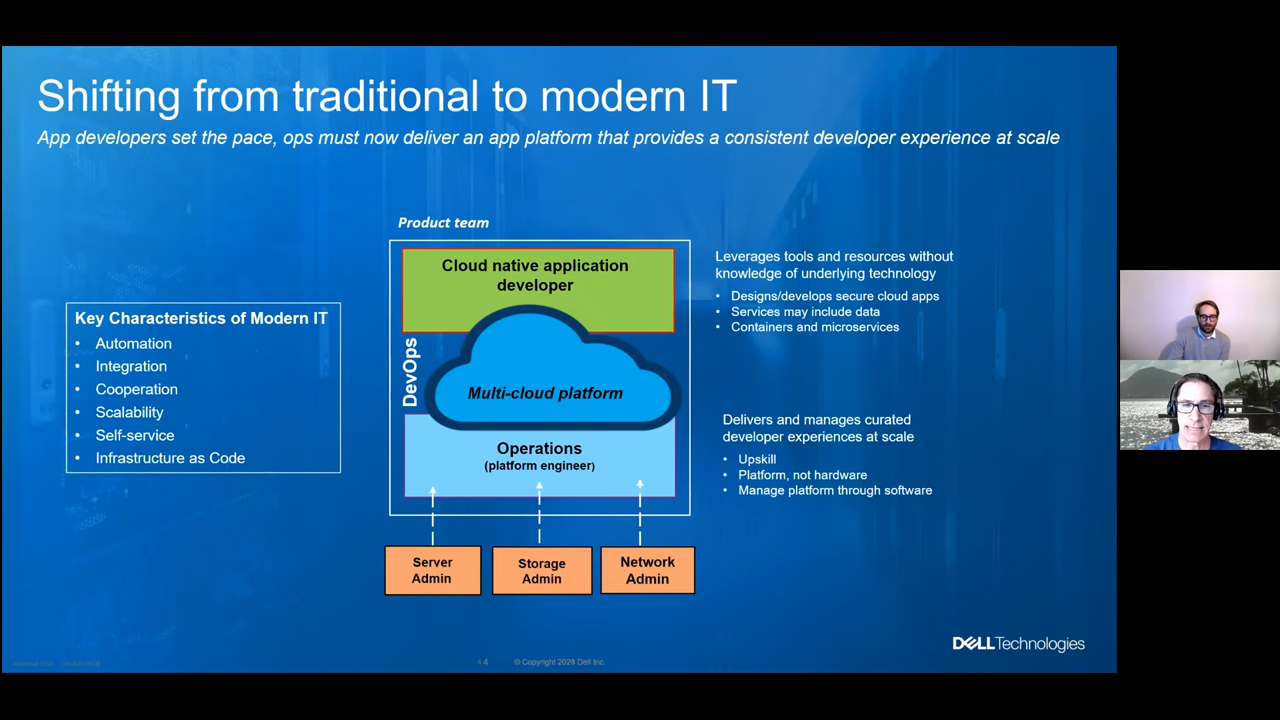 Shifting from traditional to modern IT
App developers set the pace, ops must now deliver an app platform that provides a consistent developer experience at scale
Key Characteristics of Modern IT
• Automation
• Integration
• Cooperation
• Scalability
• Self-service
• Infrastructure as Code
Product team
Cloud native application
developer
DevOps
Multi-cloud platform
Operations
(platform engineer)
Server
Admin
Storage
Admin
Network
Admin
Leverages tools and resources without
knowledge of underlying technology
• Designs/develops secure cloud apps
• Services may include data
• Containers and microservices
Delivers and manages curated
developer experiences at scale
• Upskill
• Platform, not hardware
• Manage platform through software
© Copyright Dell Inc.
DELL Technologies